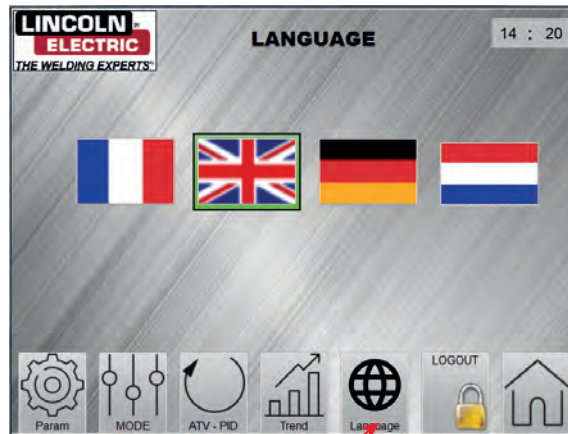 LINCOLN®
ELECTRIC
THE WELDING EXPERTS®
LANGUAGE
14 : 20
Param
MODE
ATV - PID
Trend
Language
LOGOUT